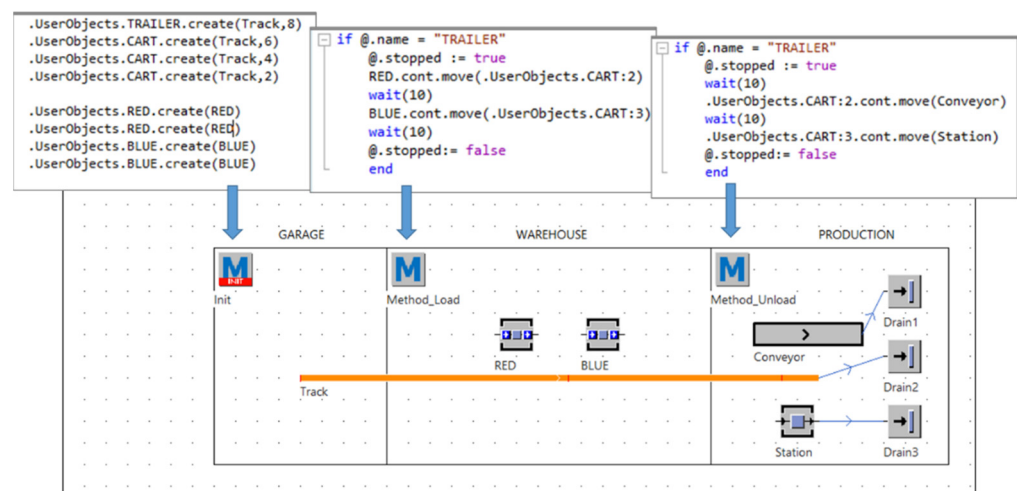 .UserObjects.TRAILER.create(Track,8)
.UserObjects.CART.create(Track,6)
.UserObjects.CART.create(Track,4)
.UserObjects.CART.create(Track,2)
.UserObjects.RED.create(RED)
.UserObjects.RED.create(RED)
.UserObjects.BLUE.create(BLUE)
.UserObjects.BLUE.create(BLUE)
if @.name = "TRAILER"
@.stopped := true
RED.cont.move(.UserObjects.CART:2)
wait(10)
BLUE.cont.move(.UserObjects.CART:3)
wait(10)
@.stopped:= false
end
if @.name = "TRAILER"
@.stopped := true
wait(10)
.UserObjects.CART:2.cont.move(Conveyor)
wait(10)
.UserObjects.CART:3.cont.move(Station)
@.stopped:= false
end
GARAGE
WAREHOUSE
PRODUCTION
M
INIT
Init
M
Method_Load
M
Method_Unload
RED
BLUE
Track
Conveyor
Station
Drain1
Drain2
Drain3